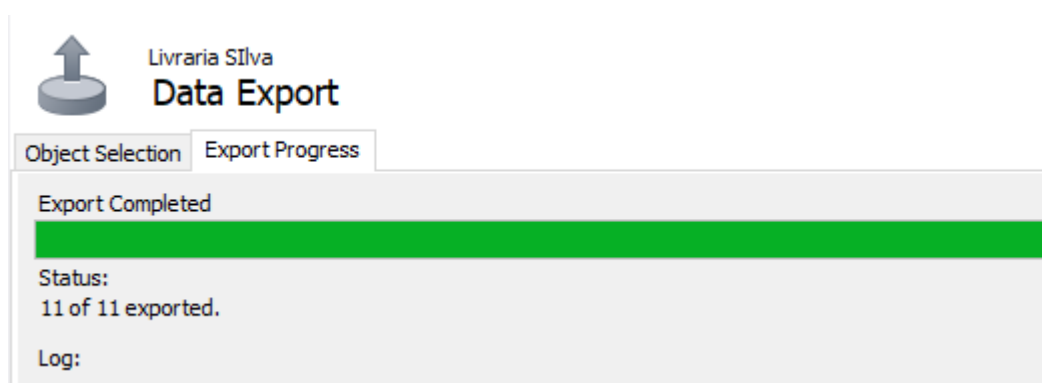 Livraria SIlva
Data Export
Object Selection Export Progress
Export Completed
Status:
11 of 11 exported.
Log: